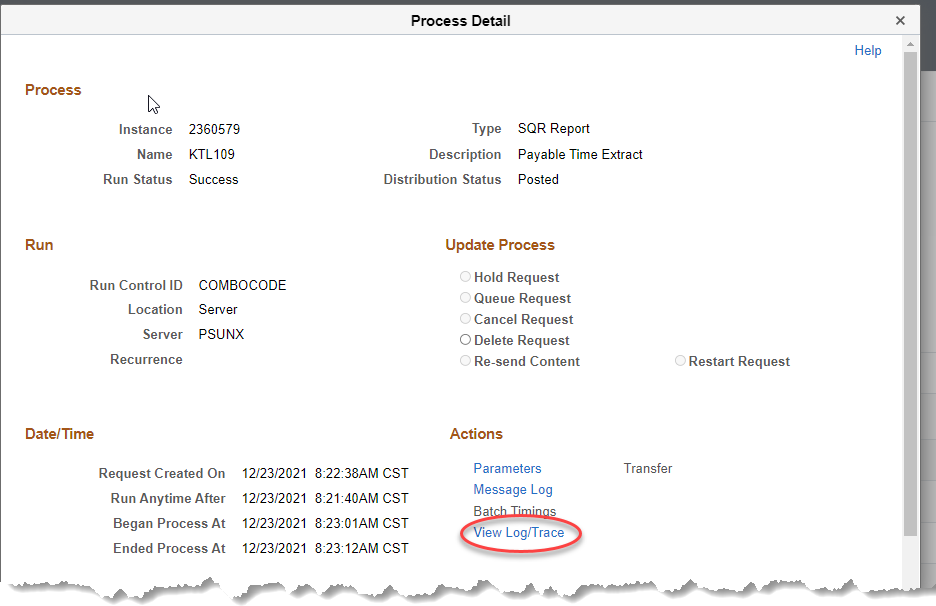 Process Detail
Help
Process
Instance 2360579 Type SQR Report
Name KTL109 Description Payable Time Extract
Run Status Success Distribution Status Posted
Run
Run Control ID COMBOCODE
Location Server
Server PSUNX
Recurrence
Update Process
Hold Request
Queue Request
Cancel Request
Delete Request
Re-send Content Restart Request
Date/Time
Request Created On 12/23/2021 8:22:38AM CST
Run Anytime After 12/23/2021 8:21:40AM CST
Began Process At 12/23/2021 8:23:01AM CST
Ended Process At 12/23/2021 8:23:12AM CST
Actions
Parameters Transfer
Message Log
Batch Timings
View Log/Trace